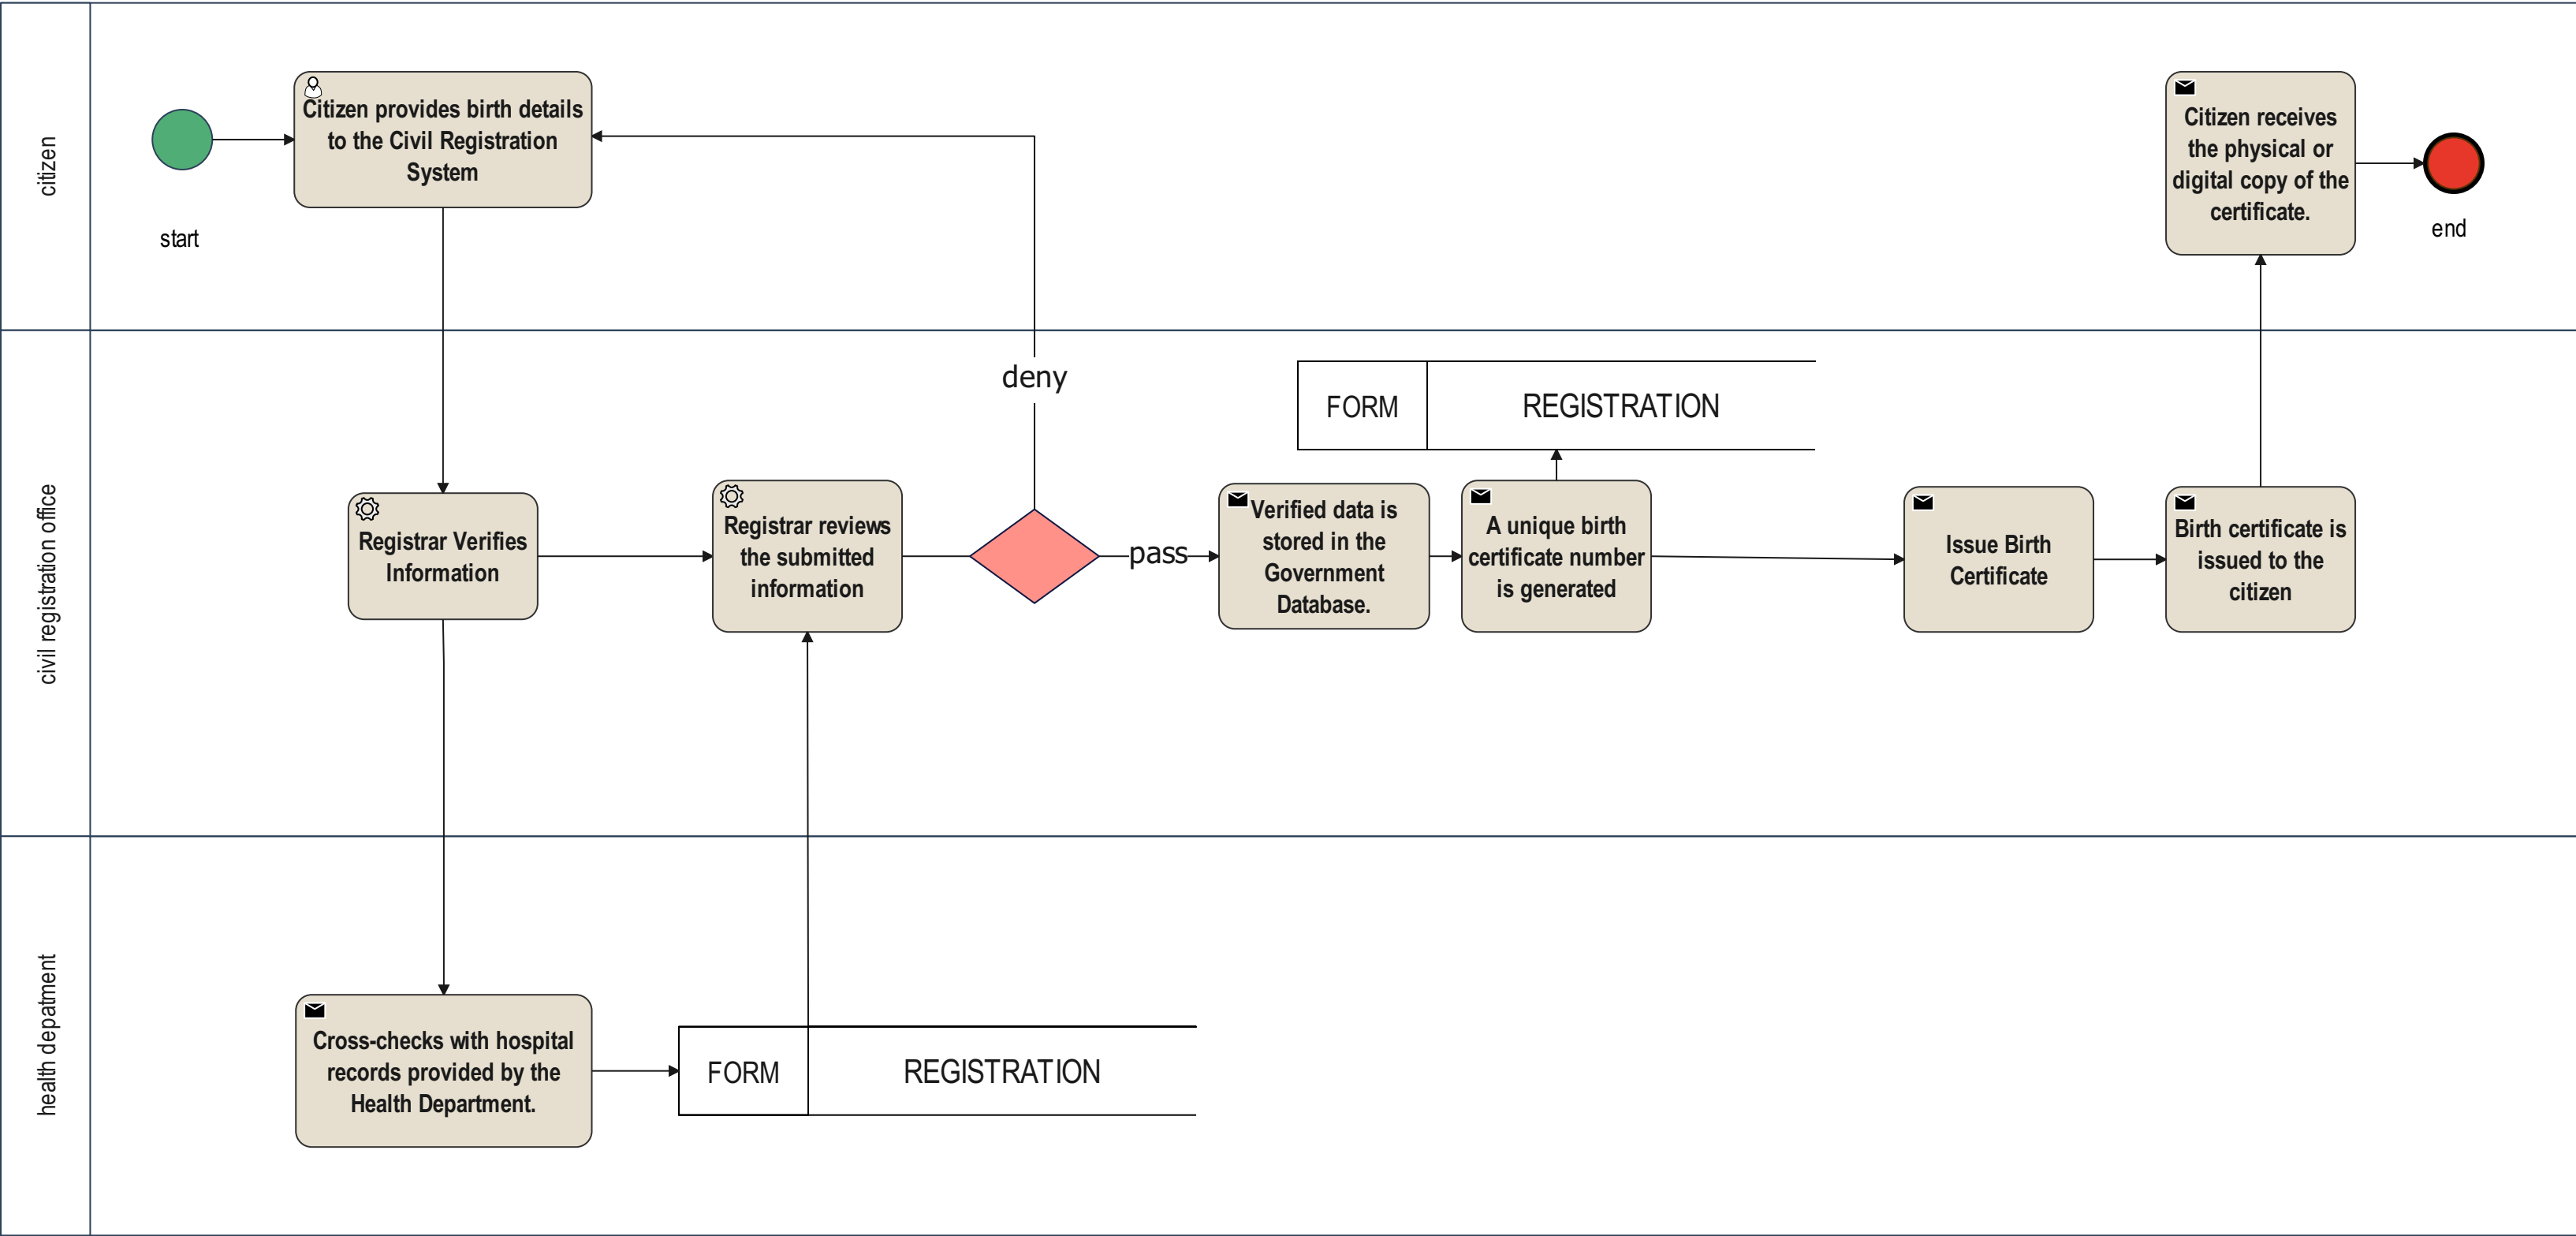 citizen
start
Citizen provides birth details
to the Civil Registration
System
Citizen receives
the physical or
digital copy of the
certificate.
end
civil registration office
Registrar Verifies
Information
Registrar reviews
the submitted
information
deny
pass
FORM
REGISTRATION
Verified data is
stored in the
Government
Database.
A unique birth
certificate number
is generated
Issue Birth
Certificate
Birth certificate is
issued to the
citizen
health depatment
Cross-checks with hospital
records provided by the
Health Department.
FORM
REGISTRATION